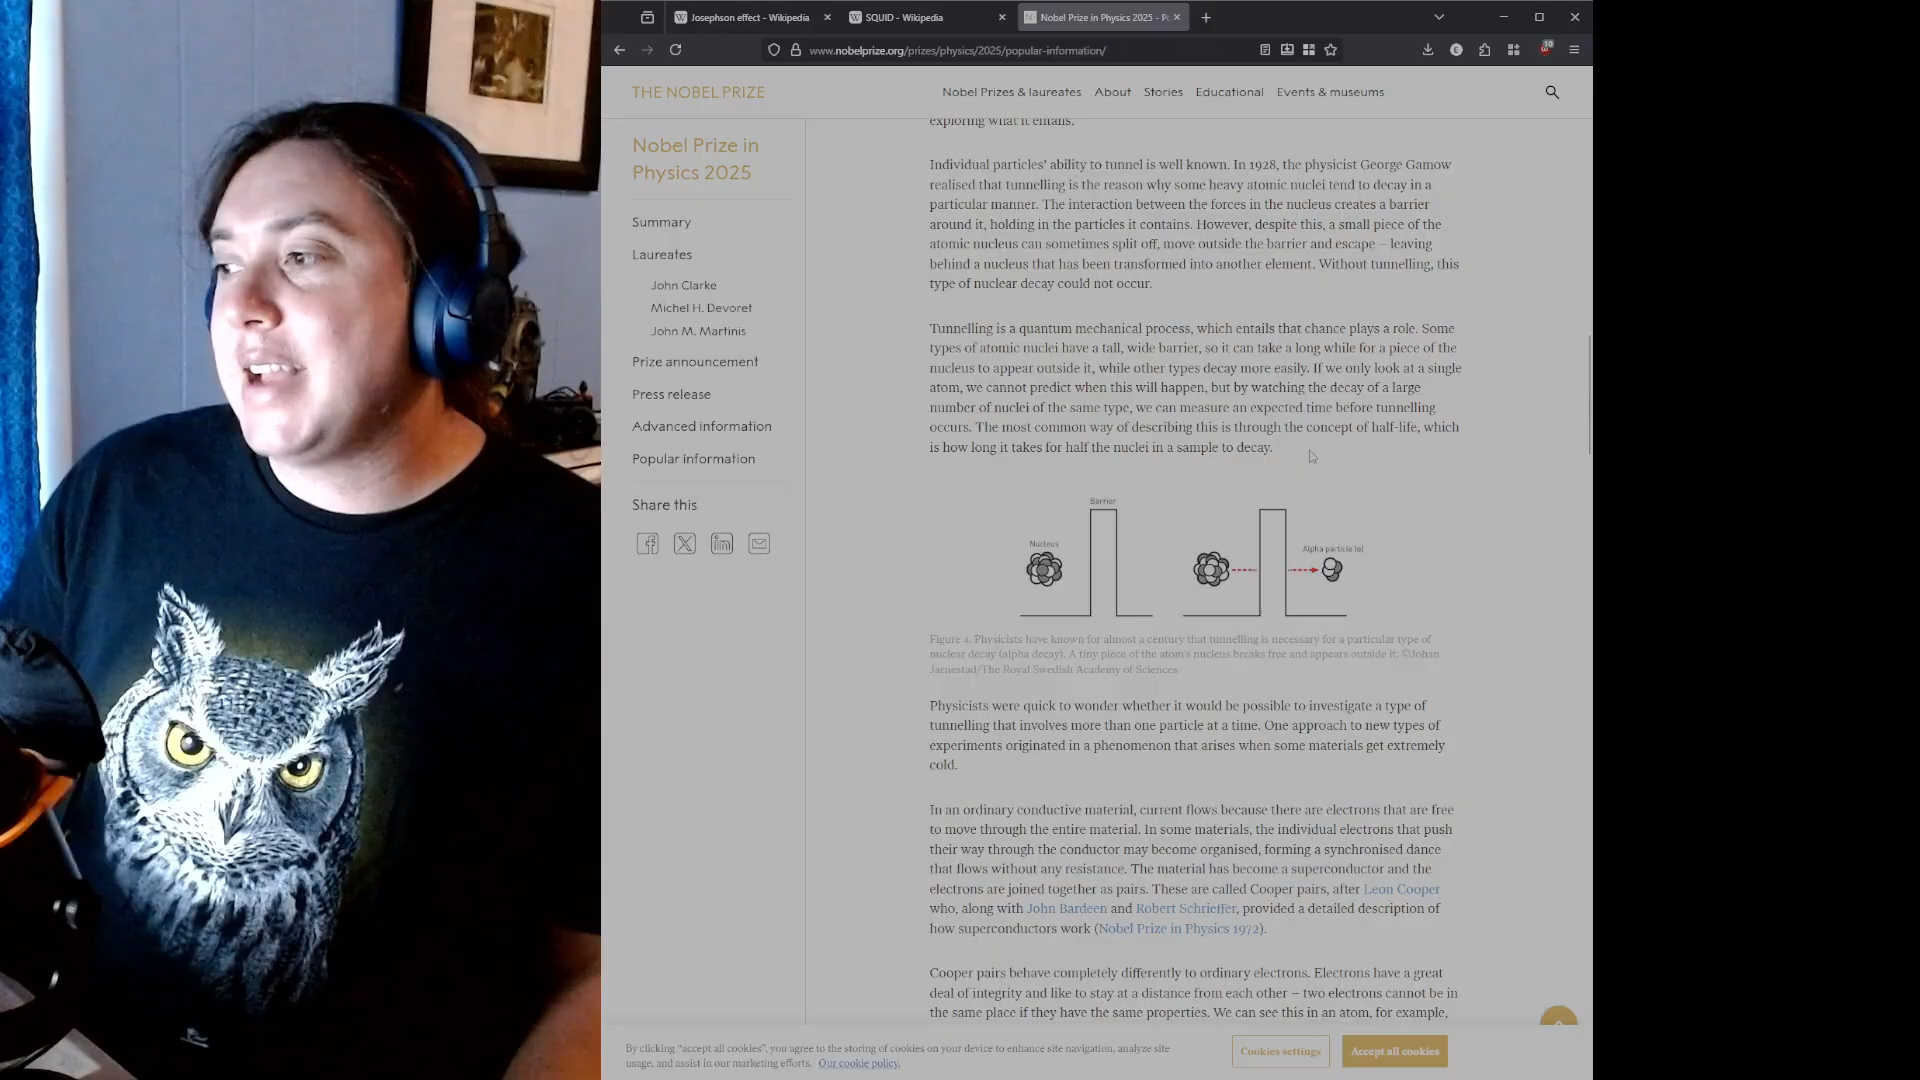 Josephson effect - Wikipedia
SQUID - Wikipedia
Nobel Prize in Physics 2025 - Po
www.nobelprize.org/prizes/physics/2025/popular-information/
10
THE NOBEL PRIZE
Nobel Prizes & laureates
About
Stories
Educational
Events & museums
Nobel Prize in
Physics 2025
Summary
Laureates
John Clarke
Michel H. Devoret
John M. Martinis
Prize announcement
Press release
Advanced information
Popular information
Share this
exploring what it entails.
Individual particles’ ability to tunnel is well known. In 1928, the physicist George Gamow
realised that tunnelling is the reason why some heavy atomic nuclei tend to decay in a
particular manner. The interaction between the forces in the nucleus creates a barrier
around it, holding in the particles it contains. However, despite this, a small piece of the
atomic nucleus can sometimes split off, move outside the barrier and escape – leaving
behind a nucleus that has been transformed into another element. Without tunnelling, this
type of nuclear decay could not occur.
Tunnelling is a quantum mechanical process, which entails that chance plays a role. Some
types of atomic nuclei have a tall, wide barrier, so it can take a long while for a piece of the
nucleus to appear outside it, while other types decay more easily. If we only look at a single
atom, we cannot predict when this will happen, but by watching the decay of a large
number of nuclei of the same type, we can measure an expected time before tunnelling
occurs. The most common way of describing this is through the concept of half-life, which
is how long it takes for half the nuclei in a sample to decay.
Barrier
Nucleus
Alpha particle (α)
Figure 4. Physicists have known for almost a century that tunnelling is necessary for a particular type of
nuclear decay (alpha decay). A tiny piece of the atom’s nucleus breaks free and appears outside it. ©Johan
Jarnestad/The Royal Swedish Academy of Sciences
Physicists were quick to wonder whether it would be possible to investigate a type of
tunnelling that involves more than one particle at a time. One approach to new types of
experiments originated in a phenomenon that arises when some materials get extremely
cold.
In an ordinary conductive material, current flows because there are electrons that are free
to move through the entire material. In some materials, the individual electrons that push
their way through the conductor may become organised, forming a synchronised dance
that flows without any resistance. The material has become a superconductor and the
electrons are joined together as pairs. These are called Cooper pairs, after Leon Cooper
who, along with John Bardeen and Robert Schrieffer, provided a detailed description of
how superconductors work (Nobel Prize in Physics 1972).
Cooper pairs behave completely differently to ordinary electrons. Electrons have a great
deal of integrity and like to stay at a distance from each other – two electrons cannot be in
the same place if they have the same properties. We can see this in an atom, for example,
By clicking “accept all cookies”, you agree to the storing of cookies on your device to enhance site navigation, analyze site
usage, and assist in our marketing efforts. Our cookie policy.
Cookies settings
Accept all cookies